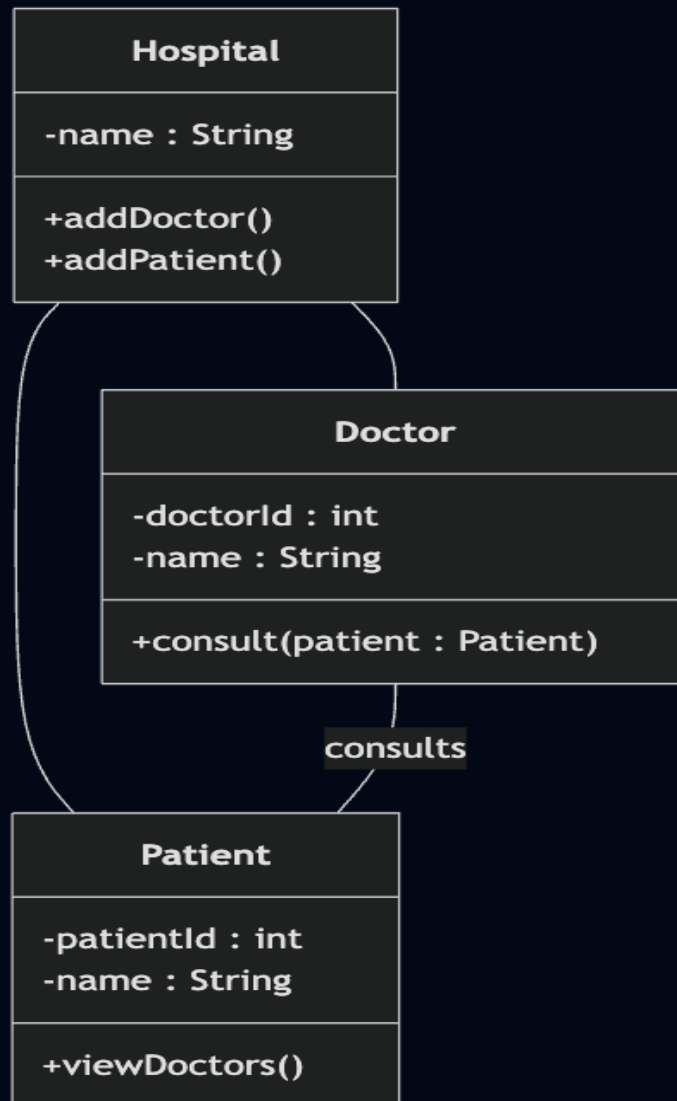 Hospital
-name : String
+addDoctor()
+addPatient()
Doctor
-doctorId : int
-name : String
+consult(patient : Patient)
consults
Patient
-patientId : int
-name : String
+viewDoctors()